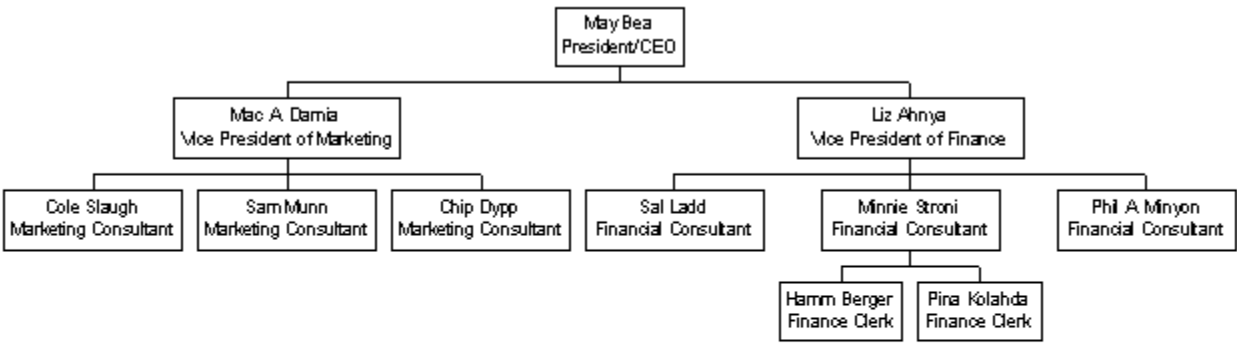 May Bea
President/CEO
Mac A. Damia
Vice President of Marketing
Liz Ahnya
Vice President of Finance
Cole Slaugh
Marketing Consultant
Sam Munn
Marketing Consultant
Chip Dypp
Marketing Consultant
Sal Ladd
Financial Consultant
Minnie Stroni
Financial Consultant
Phil A. Minyon
Financial Consultant
Hamm Berger
Finance Clerk
Pina Kolahda
Finance Clerk